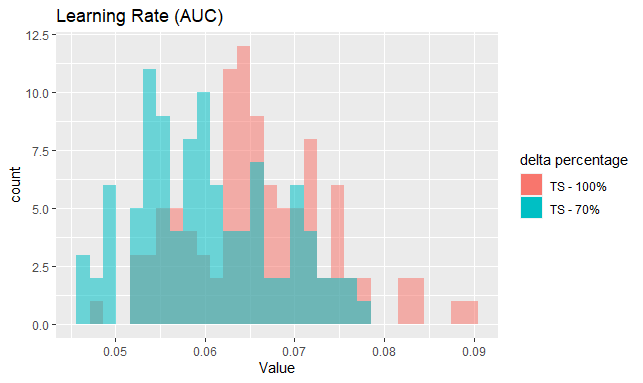 Learning Rate (AUC)
12.5
10.0
7.5
5.0
2.5
0.0
count
0.05
0.06
0.07
0.08
0.09
Value
delta percentage
TS - 100%
TS - 70%